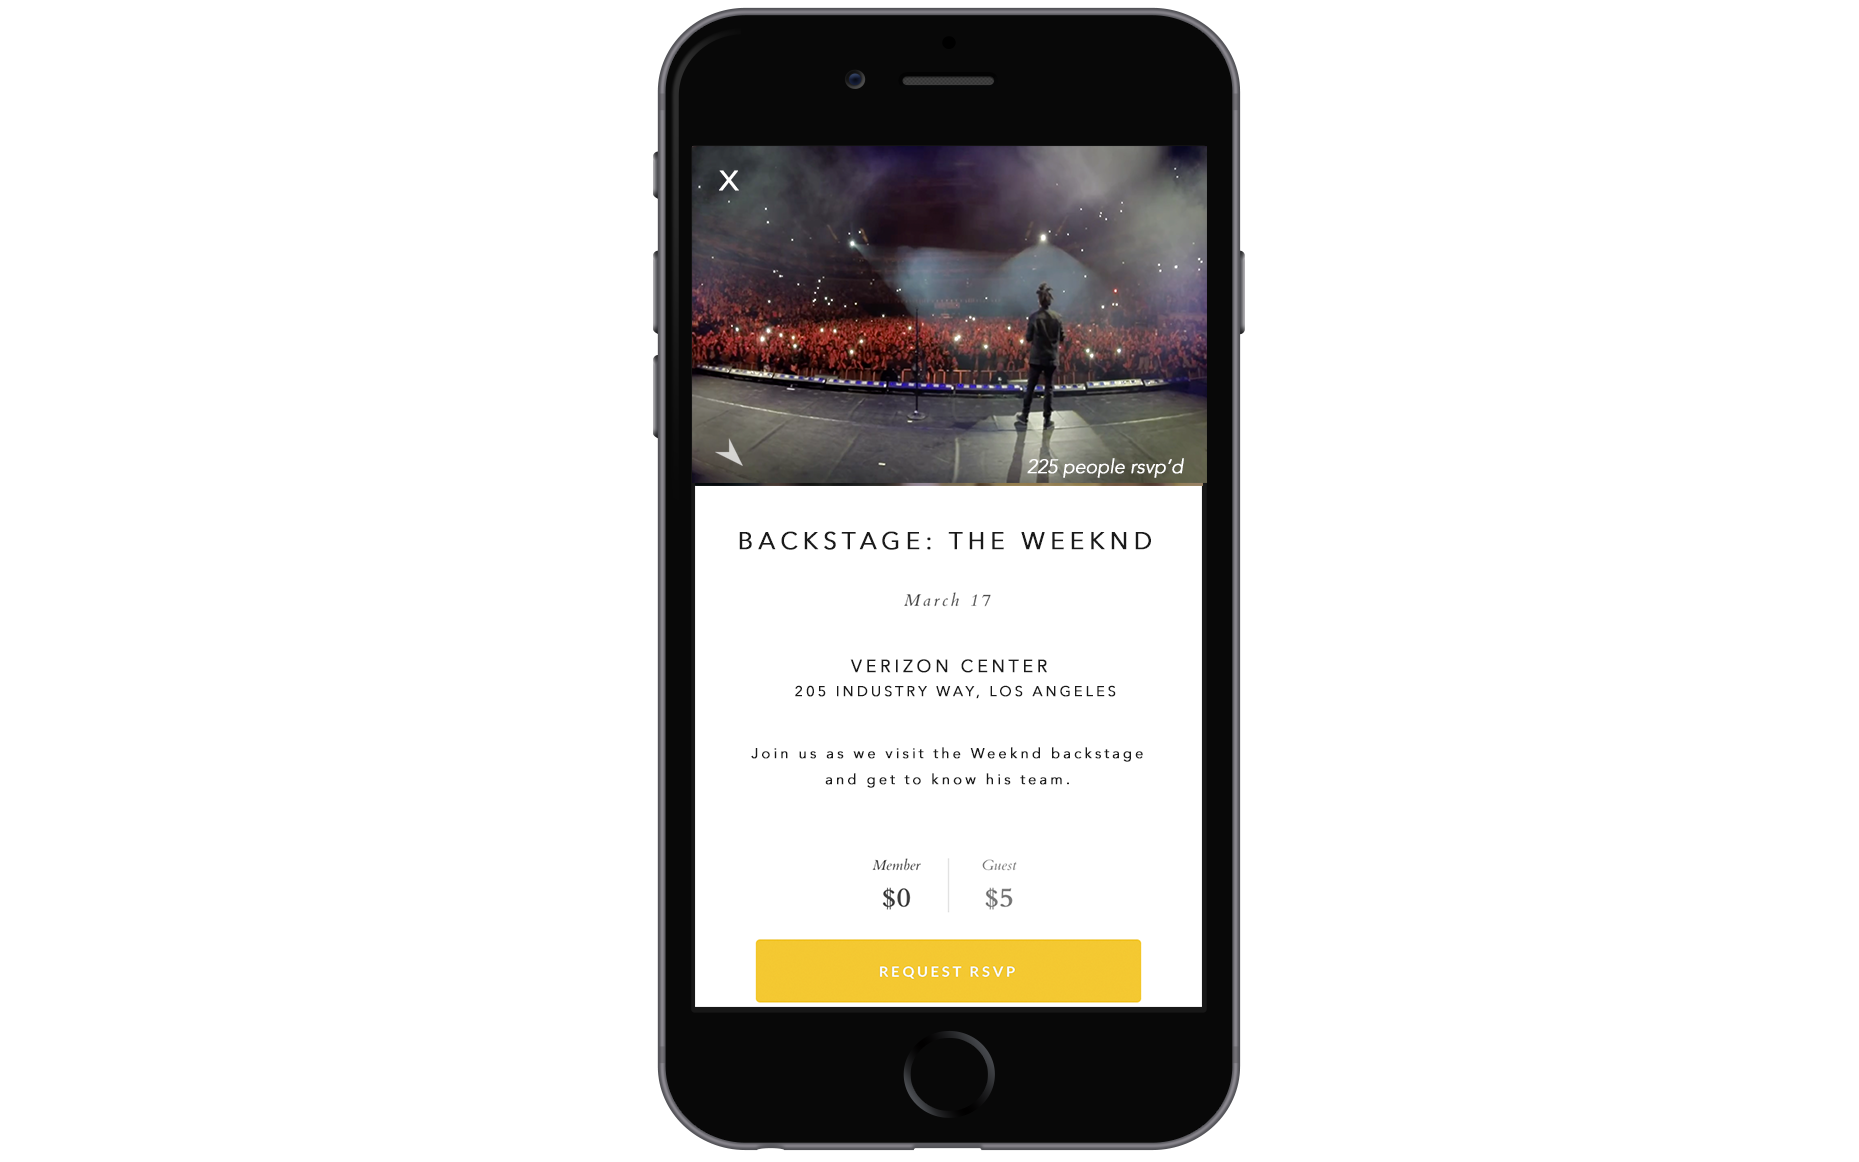 X
225 people rsvp’d
BACKSTAGE: THE WEEKND
March 17
VERIZON CENTER
205 INDUSTRY WAY, LOS ANGELES
Join us as we visit the Weeknd backstage
and get to know his team.
Member Guest
$0 $5
REQUEST RSVP